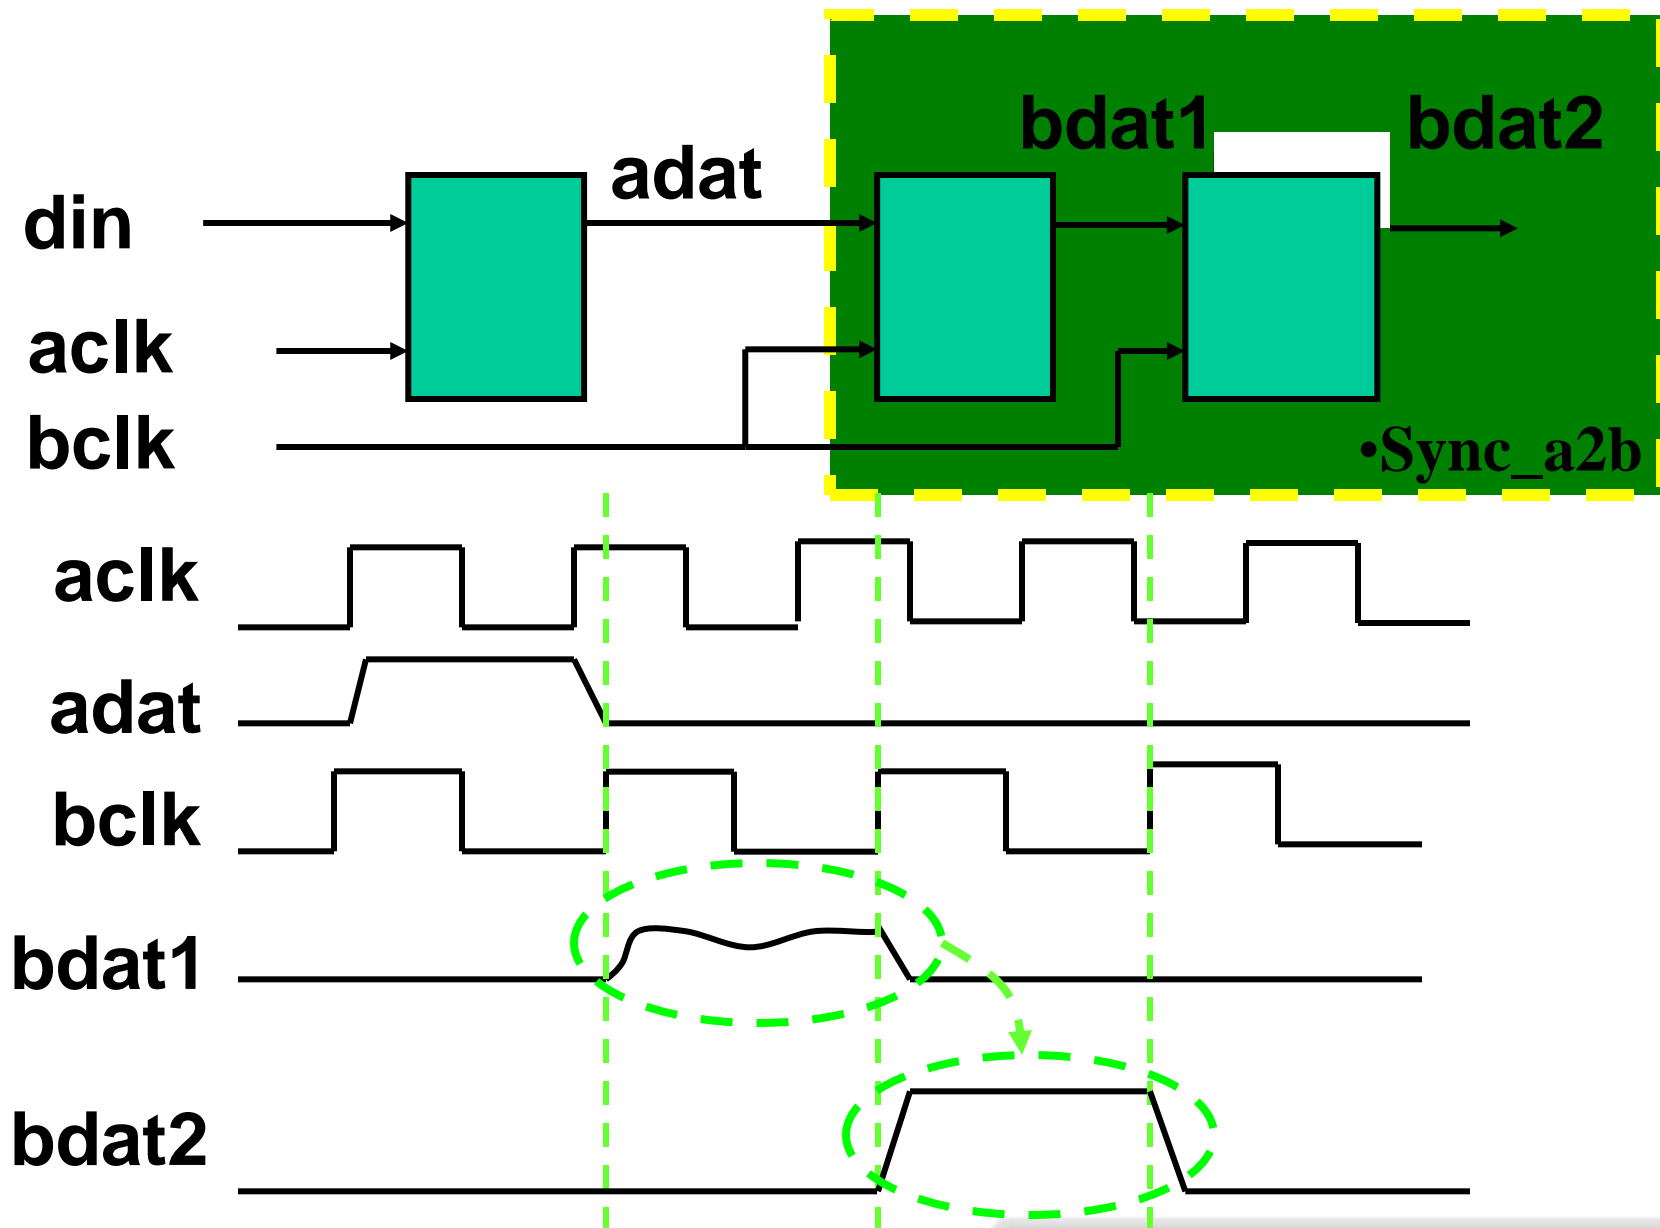 bdat1
bdat2
adat
din
aclk
bclk
•Sync_a2b
aclk
adat
bclk
bdat1
bdat2